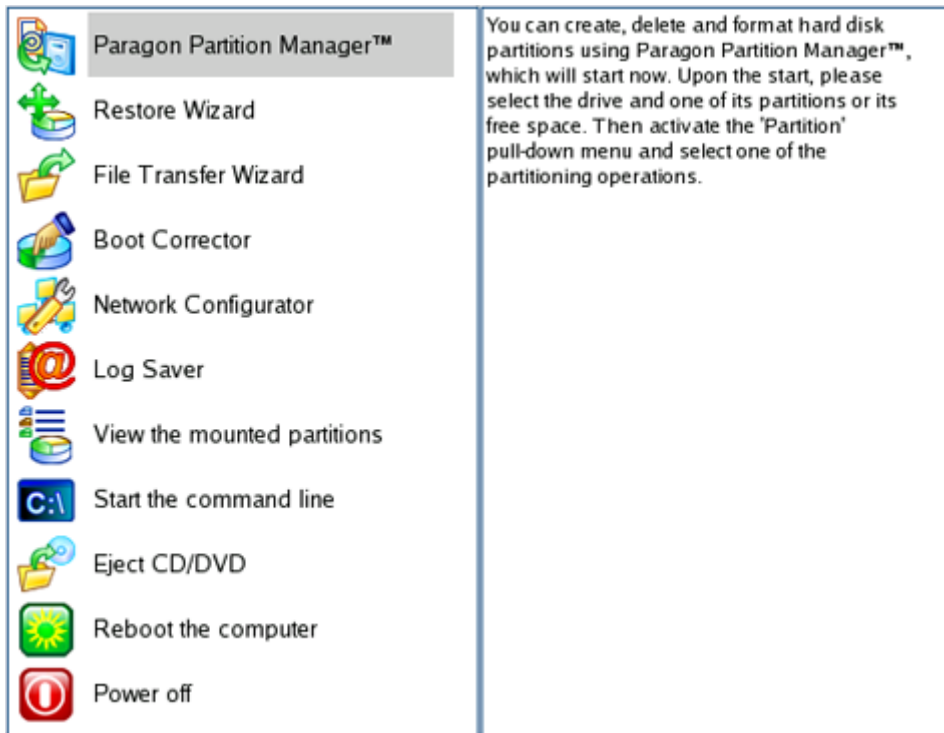 Paragon Partition Manager™
Restore Wizard
File Transfer Wizard
Boot Corrector
Network Configurator
@
Log Saver
View the mounted partitions
C:\
Start the command line
Eject CD/DVD
Reboot the computer
Power off
You can create, delete and format hard disk
partitions using Paragon Partition Manager™,
which will start now. Upon the start, please
select the drive and one of its partitions or its
free space. Then activate the 'Partition'
pull-down menu and select one of the
partitioning operations.